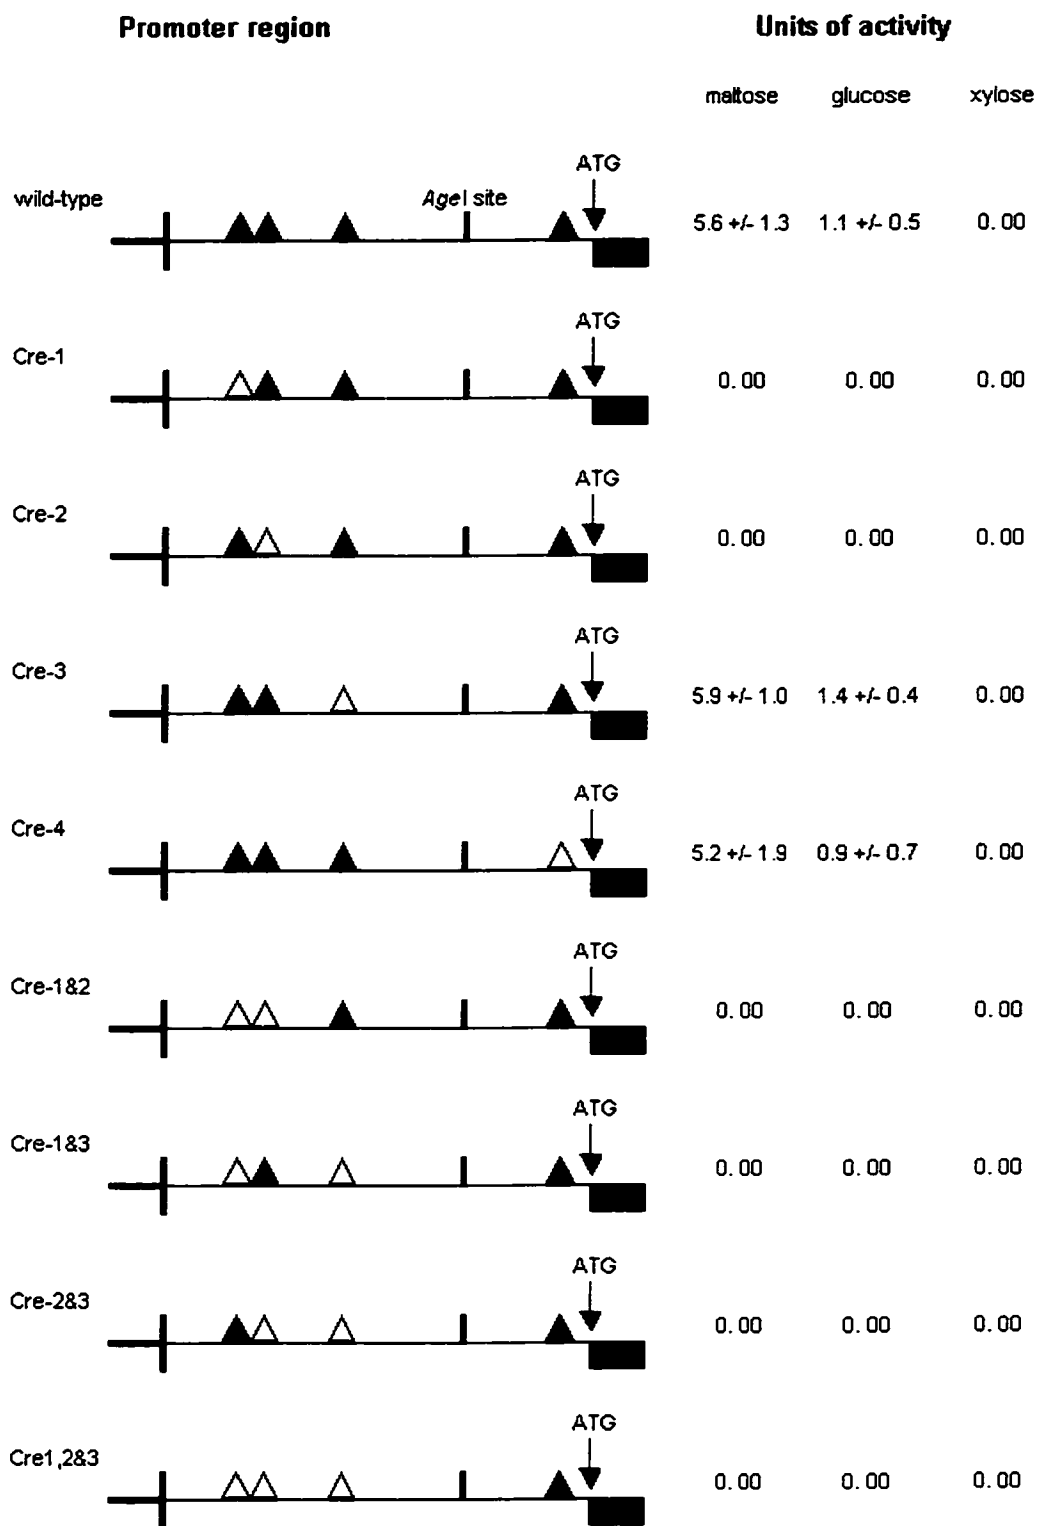 Promoter region Units of activity
maltose glucose xylose
ATG
wild-type AgeI site
5.6 +/- 1.3 1.1 +/- 0.5 0.00
ATG
Cre-1
0.00 0.00 0.00
ATG
Cre-2
0.00 0.00 0.00
ATG
Cre-3
5.9 +/- 1.0 1.4 +/- 0.4 0.00
ATG
Cre-4
5.2 +/- 1.9 0.9 +/- 0.7 0.00
ATG
Cre-1&2
0.00 0.00 0.00
ATG
Cre-1&3
0.00 0.00 0.00
ATG
Cre-2&3
0.00 0.00 0.00
ATG
Cre1,2&3
0.00 0.00 0.00